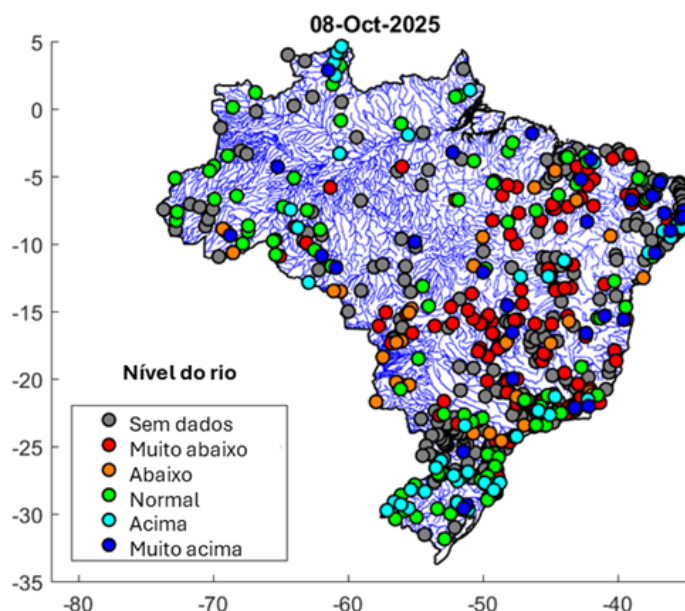 08-Oct-2025
5
0
-5
-10
-15
-20
-25
-30
-35
Nível do rio
Sem dados
Muito abaixo
Abaixo
Normal
Acima
Muito acima
-80
-70
-60
-50
-40